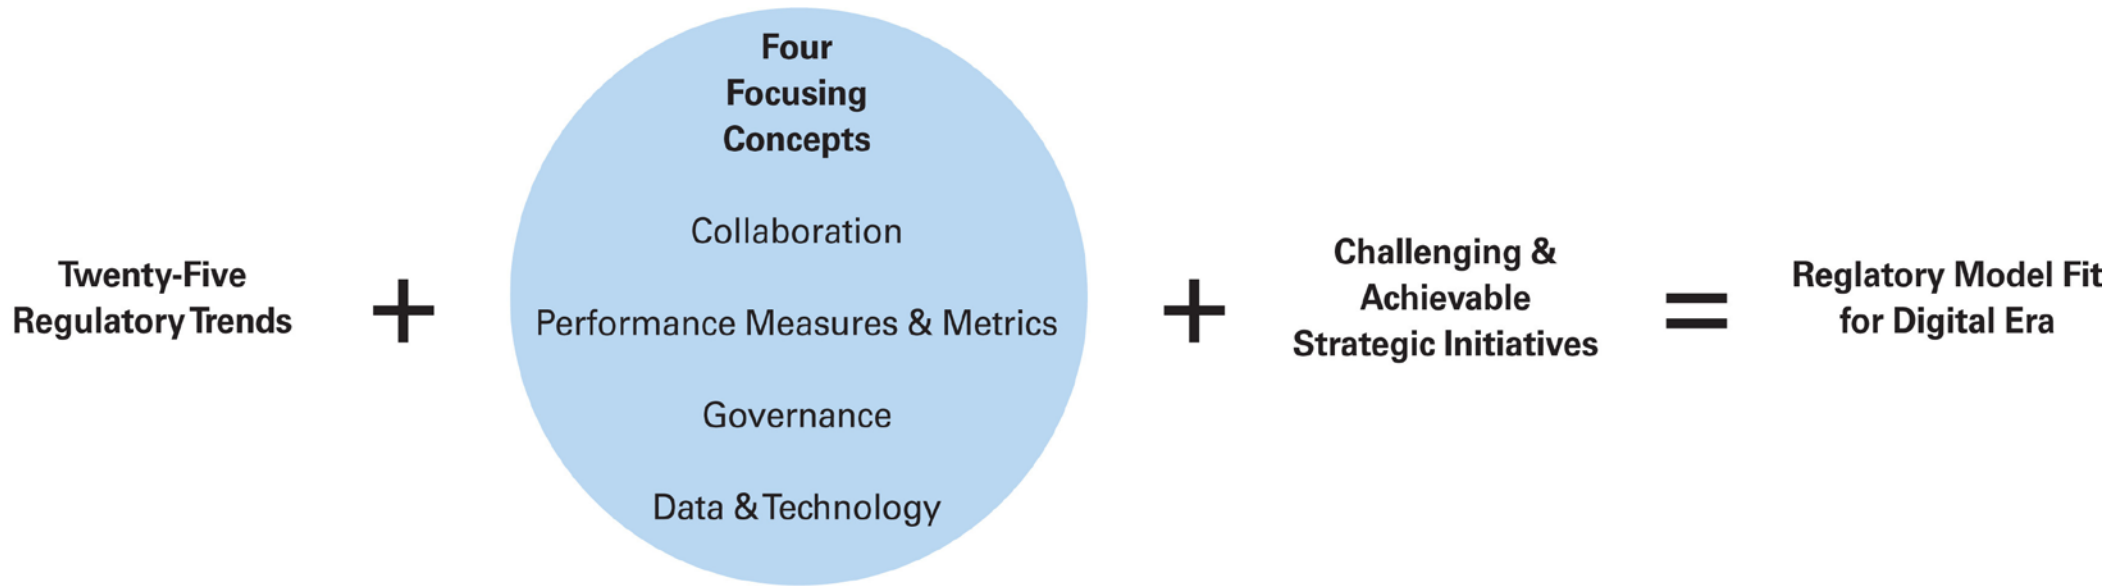 Twenty-Five
Regulatory Trends
+
Four
Focusing
Concepts
Collaboration
Performance Measures & Metrics
Governance
Data & Technology
+
Challenging &
Achievable
Strategic Initiatives
=
Reglatory Model Fit
for Digital Era